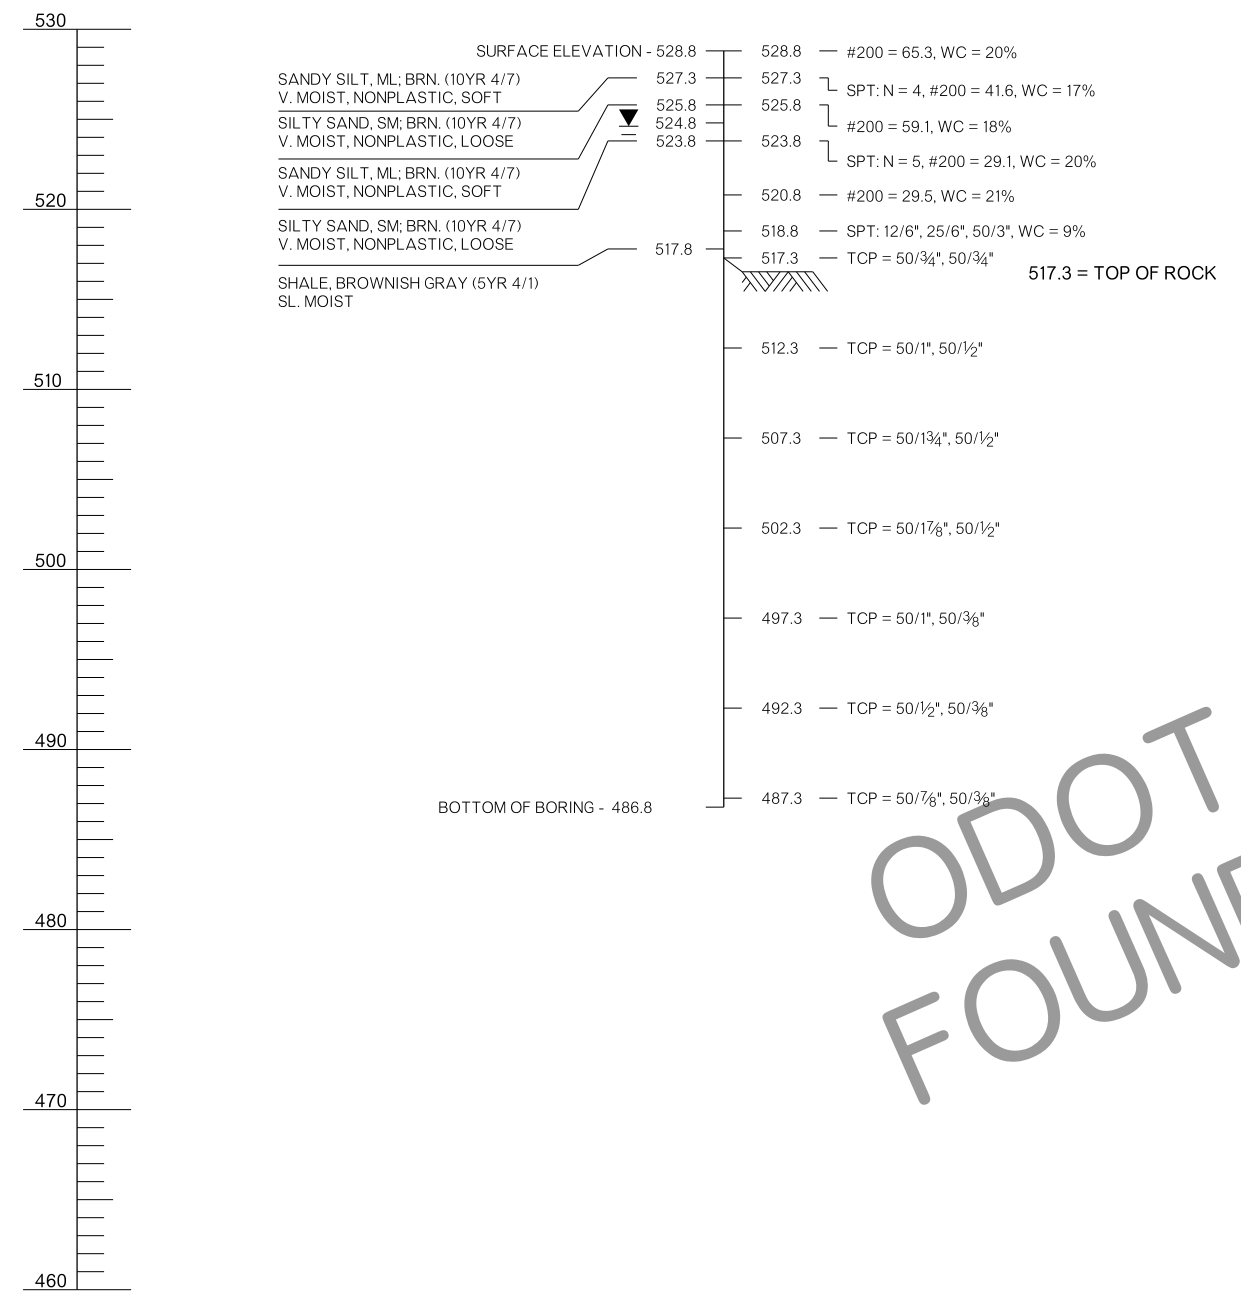 530
SURFACE ELEVATION - 528.8
528.8
#200 = 65.3, WC = 20%
SANDY SILT, ML; BRN. (10YR 4/7)
V. MOIST, NONPLASTIC, SOFT
527.3
527.3
SPT: N = 4, #200 = 41.6, WC = 17%
SILTY SAND, SM; BRN. (10YR 4/7)
V. MOIST, NONPLASTIC, LOOSE
525.8
525.8
#200 = 59.1, WC = 18%
524.8
523.8
523.8
SPT: N = 5, #200 = 29.1, WC = 20%
SANDY SILT, ML; BRN. (10YR 4/7)
V. MOIST, NONPLASTIC, SOFT
520
520.8
#200 = 29.5, WC = 21%
SILTY SAND, SM; BRN. (10YR 4/7)
V. MOIST, NONPLASTIC, LOOSE
518.8
SPT: 12/6", 25/6", 50/3", WC = 9%
517.8
517.3
TCP = 50/¾", 50/¾"
517.3 = TOP OF ROCK
SHALE, BROWNISH GRAY (5YR 4/1)
SL. MOIST
512.3
TCP = 50/1", 50/½"
510
507.3
TCP = 50/1¾", 50/½"
502.3
TCP = 50/1⅞", 50/½"
500
497.3
TCP = 50/1", 50/⅜"
492.3
TCP = 50/½", 50/⅜"
490
487.3
TCP = 50/⅞", 50/⅜"
BOTTOM OF BORING - 486.8
ODOT
FOUN
480
470
460